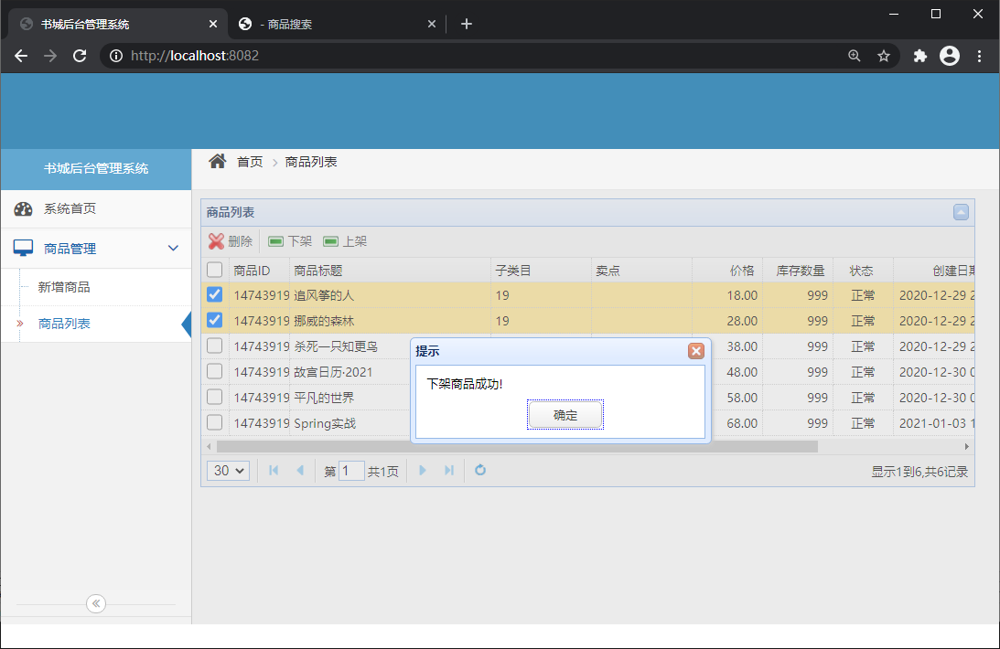 书城后台管理系统
- 商品搜索
http://localhost:8082
书城后台管理系统
首页 商品列表
系统首页
商品管理
新增商品
商品列表
商品列表
删除 下架 上架
商品ID 商品标题 子类目 卖点 价格 库存数量 状态 创建日期
14743919 追风筝的人 19 18.00 999 正常 2020-12-29 2
14743919 挪威的森林 19 28.00 999 正常 2020-12-29 2
14743919 杀死一只知更鸟 38.00 999 正常 2020-12-29 2
14743919 故宫日历·2021 48.00 999 正常 2020-12-30 0
14743919 平凡的世界 58.00 999 正常 2020-12-30 0
14743919 Spring实战 68.00 999 正常 2021-01-03 1
提示
下架商品成功!
确定
30 第 1 共1页 显示1到6,共6记录